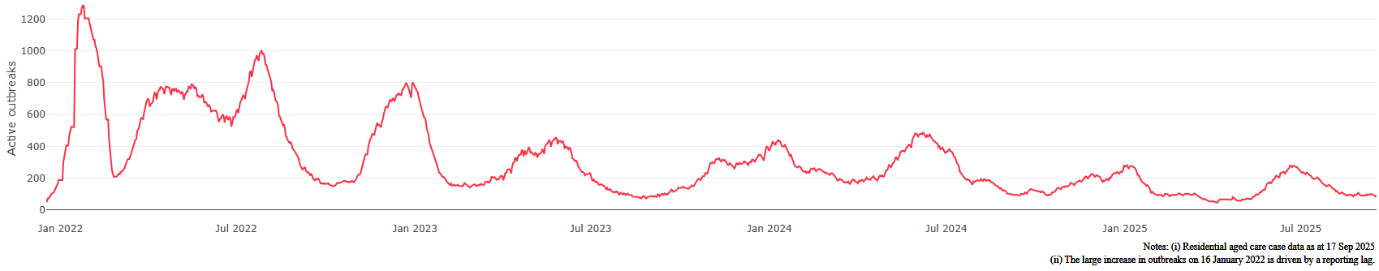 Active outbreaks
1200
1000
800
600
400
200
0
Jan 2022 Jul 2022 Jan 2023 Jul 2023 Jan 2024 Jul 2024 Jan 2025 Jul 2025
Notes: (i) Residential aged care case data as at 17 Sep 2025
(ii) The large increase in outbreaks on 16 January 2022 is driven by a reporting lag.